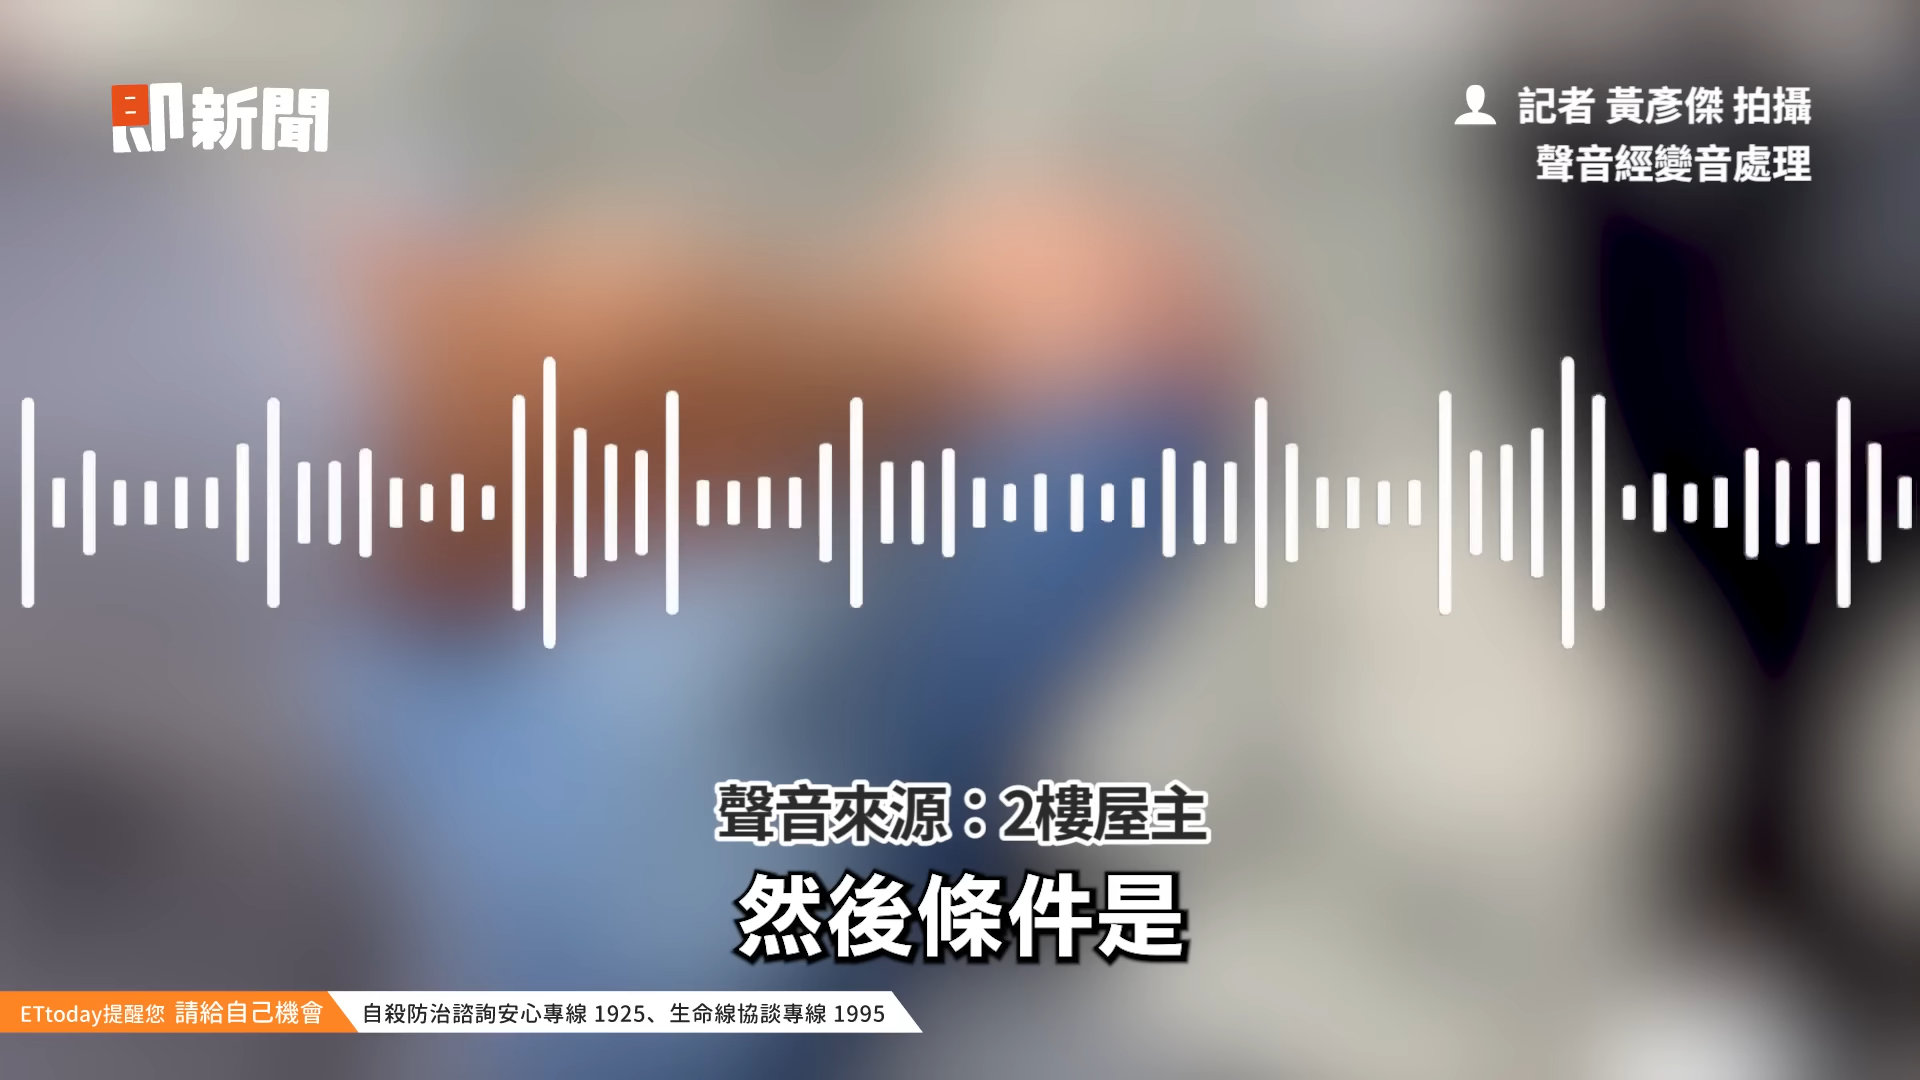 即新聞
記者 黃彥傑 拍攝
聲音經變音處理
聲音來源：2樓屋主
然後條件是
ETtoday提醒您 請給自己機會 自殺防治諮詢安心專線 1925、生命線協談專線 1995